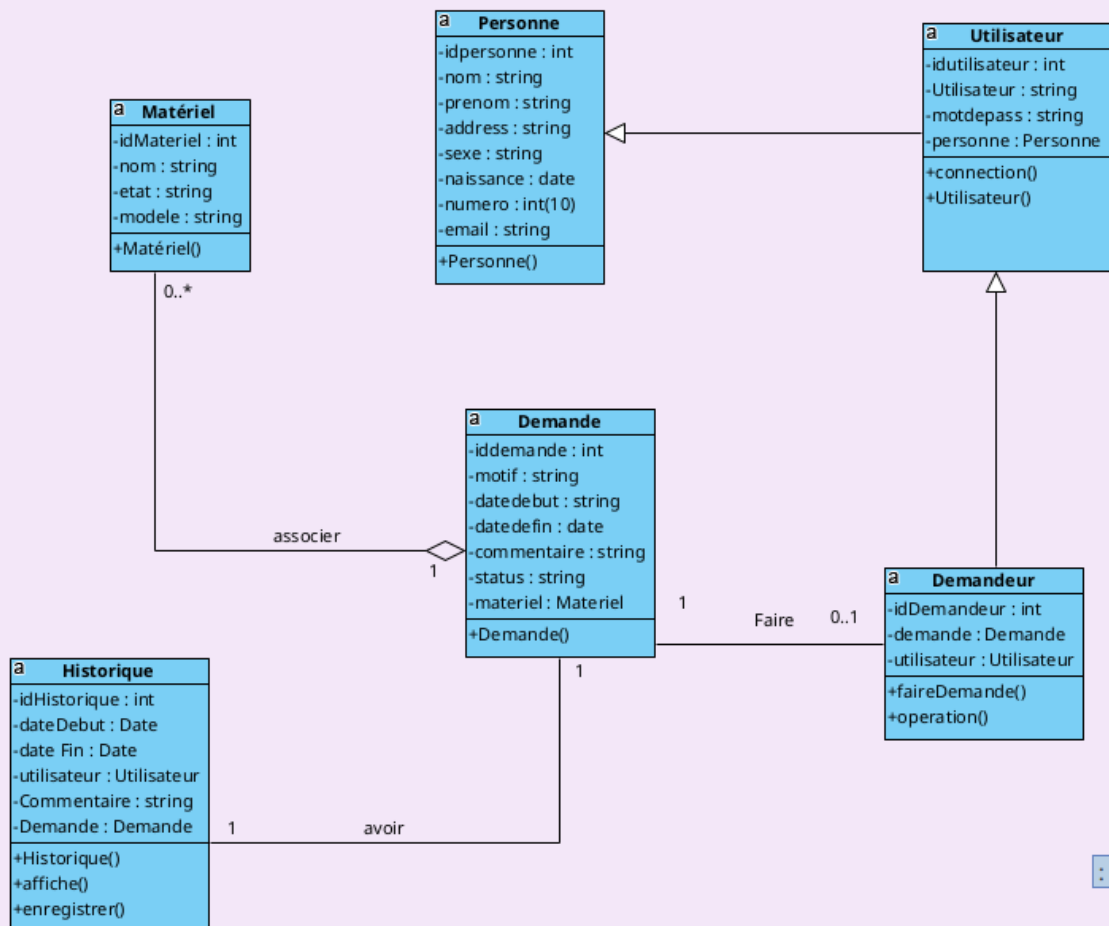 a Personne
-idpersonne : int
-nom : string
-prenom : string
-address : string
-sexe : string
-naissance : date
-numero : int(10)
-email : string
+Personne()
a Utilisateur
-idutilisateur : int
-Utilisateur : string
-motdepass : string
-personne : Personne
+connection()
+Utilisateur()
a Matériel
-idMateriel : int
-nom : string
-etat : string
-modele : string
+Matériel()
0..*
associer
1
a Demande
-iddemande : int
-motif : string
-datedebut : string
-datedefin : date
-commentaire : string
-status : string
-materiel : Materiel
+Demande()
1
Faire
0..1
1
a Demandeur
-idDemandeur : int
-demande : Demande
-utilisateur : Utilisateur
+faireDemande()
+operation()
a Historique
-idHistorique : int
-dateDebut : Date
-date Fin : Date
-utilisateur : Utilisateur
-Commentaire : string
-Demande : Demande
+Historique()
+affiche()
+enregistrer()
1
avoir
: